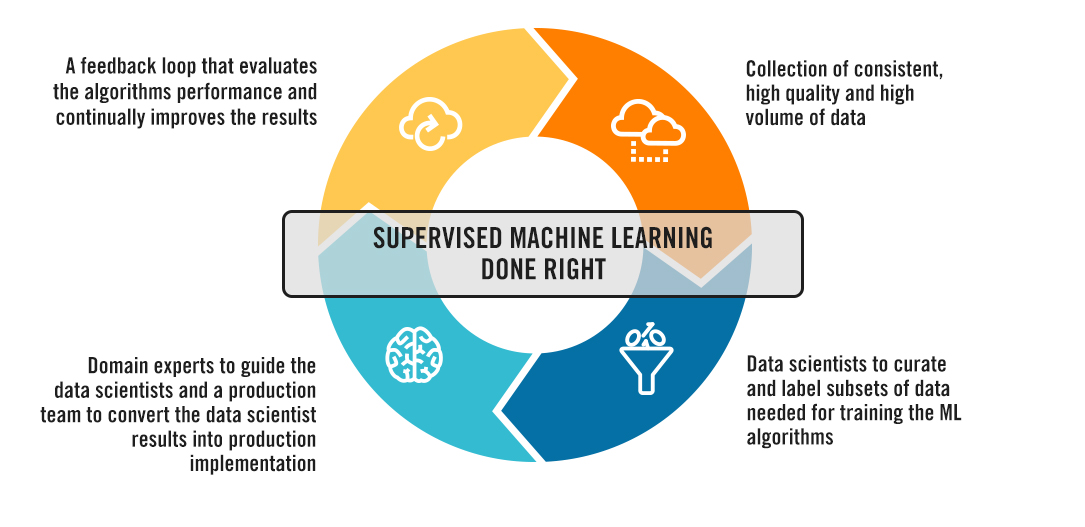 A feedback loop that evaluates
the algorithms performance and
continually improves the results
Collection of consistent,
high quality and high
volume of data
SUPERVISED MACHINE LEARNING
DONE RIGHT
Domain experts to guide the
data scientists and a production
team to convert the data scientist
results into production
implementation
Data scientists to curate
and label subsets of data
needed for training the ML
algorithms